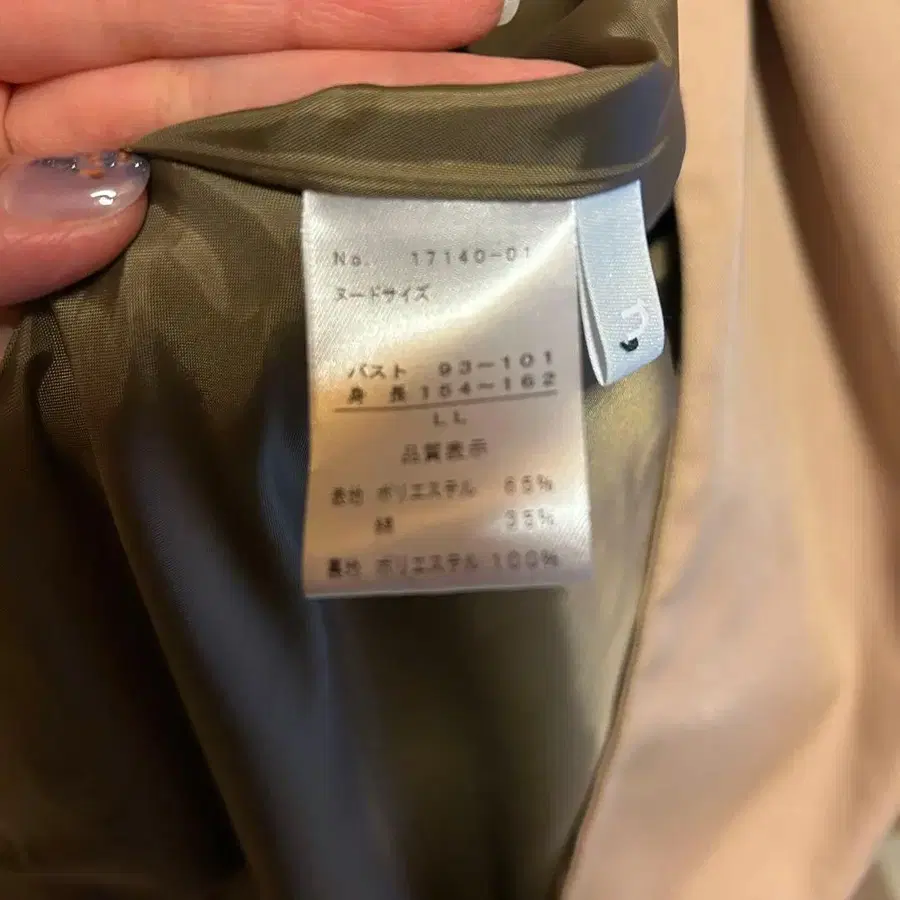 No. 17140-01
ヌードサイズ
バスト 93〜101
身長 154〜162
LL
品質表示
表地 ポリエステル 65%
綿 35%
裏地 ポリエステル 100%